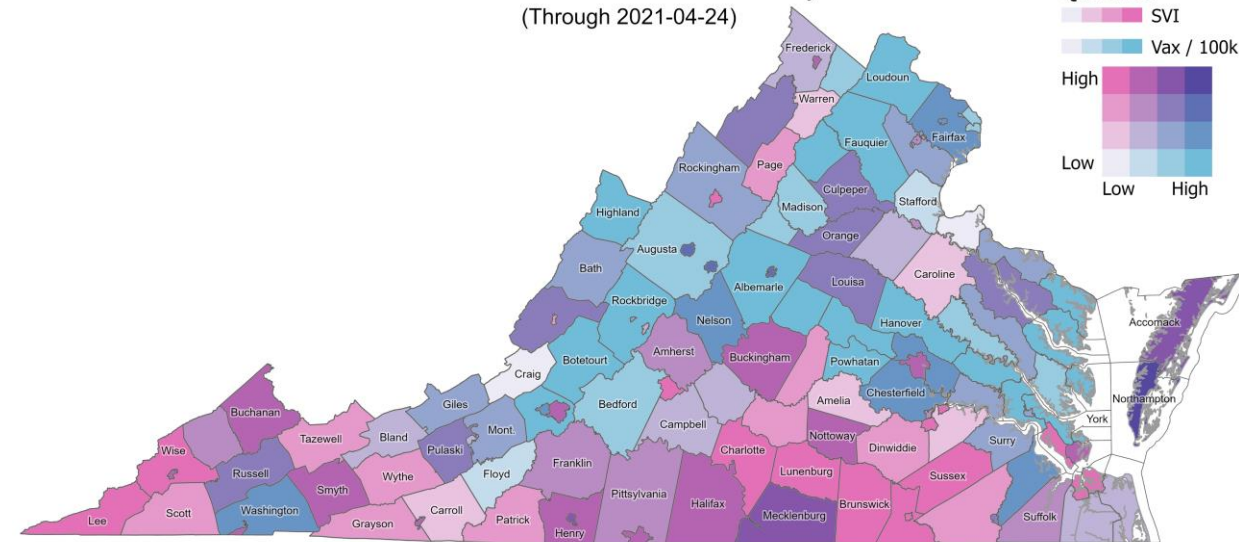 (Through 2021-04-24)
SVI
Vax / 100k
High
Low
Low High
Frederick
Loudoun
Warren
Fairfax
Fauquier
Page
Rockingham
Culpeper
Madison
Stafford
Highland
Orange
Augusta
Bath
Caroline
Louisa
Albemarle
Rockbridge
Nelson
Hanover
Accomack
Amherst
Buckingham
Botetourt
Powhatan
Craig
Chesterfield
Northampton
Amelia
Bedford
Giles
Buchanan
York
Campbell
Mont.
Bland
Tazewell
Nottoway
Surry
Dinwiddie
Pulaski
Wise
Charlotte
Franklin
Lunenburg
Russell
Floyd
Wythe
Sussex
Smyth
Pittsylvania
Halifax
Brunswick
Carroll
Washington
Scott
Mecklenburg
Suffolk
Patrick
Lee
Grayson
Henry